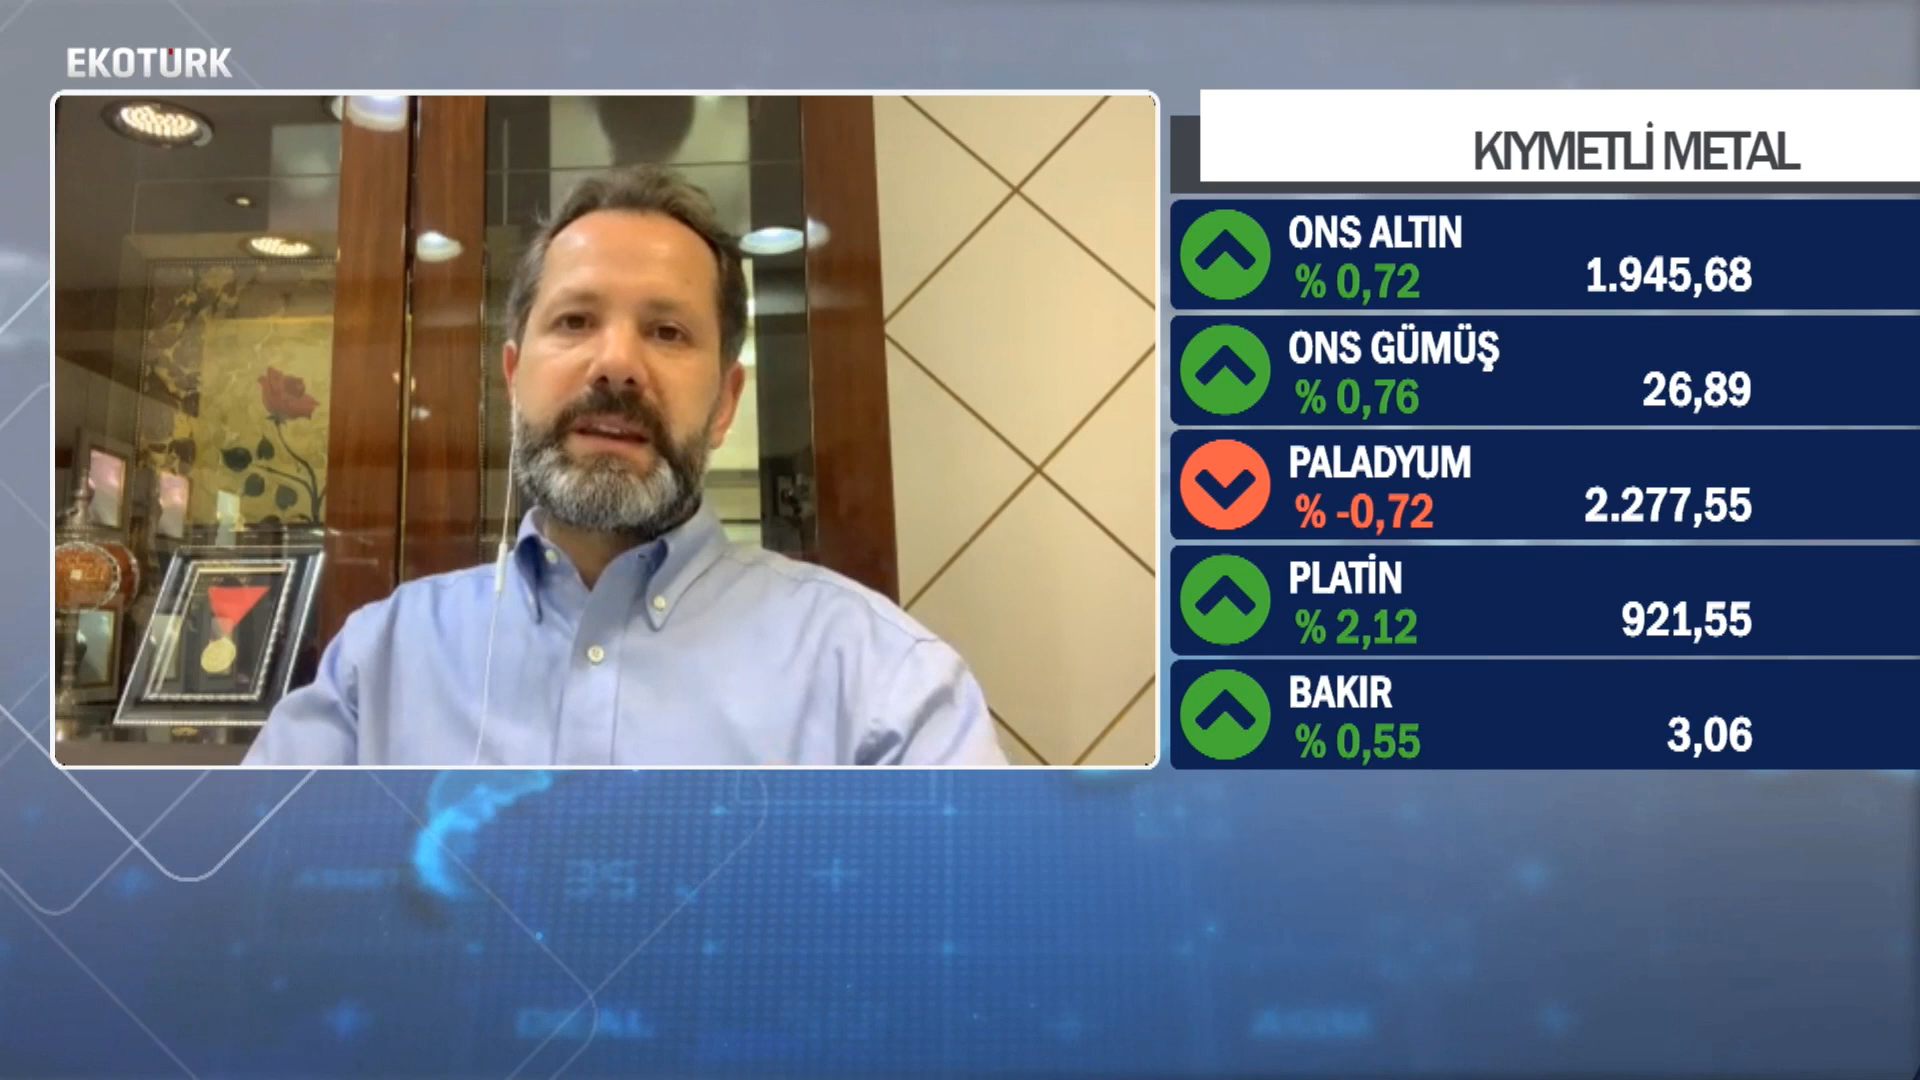 EKOTÜRK
KIYMETLİ METAL
ONS ALTIN
% 0,72
1.945,68
ONS GÜMÜŞ
% 0,76
26,89
PALADYUM
% -0,72
2.277,55
PLATİN
% 2,12
921,55
BAKIR
% 0,55
3,06